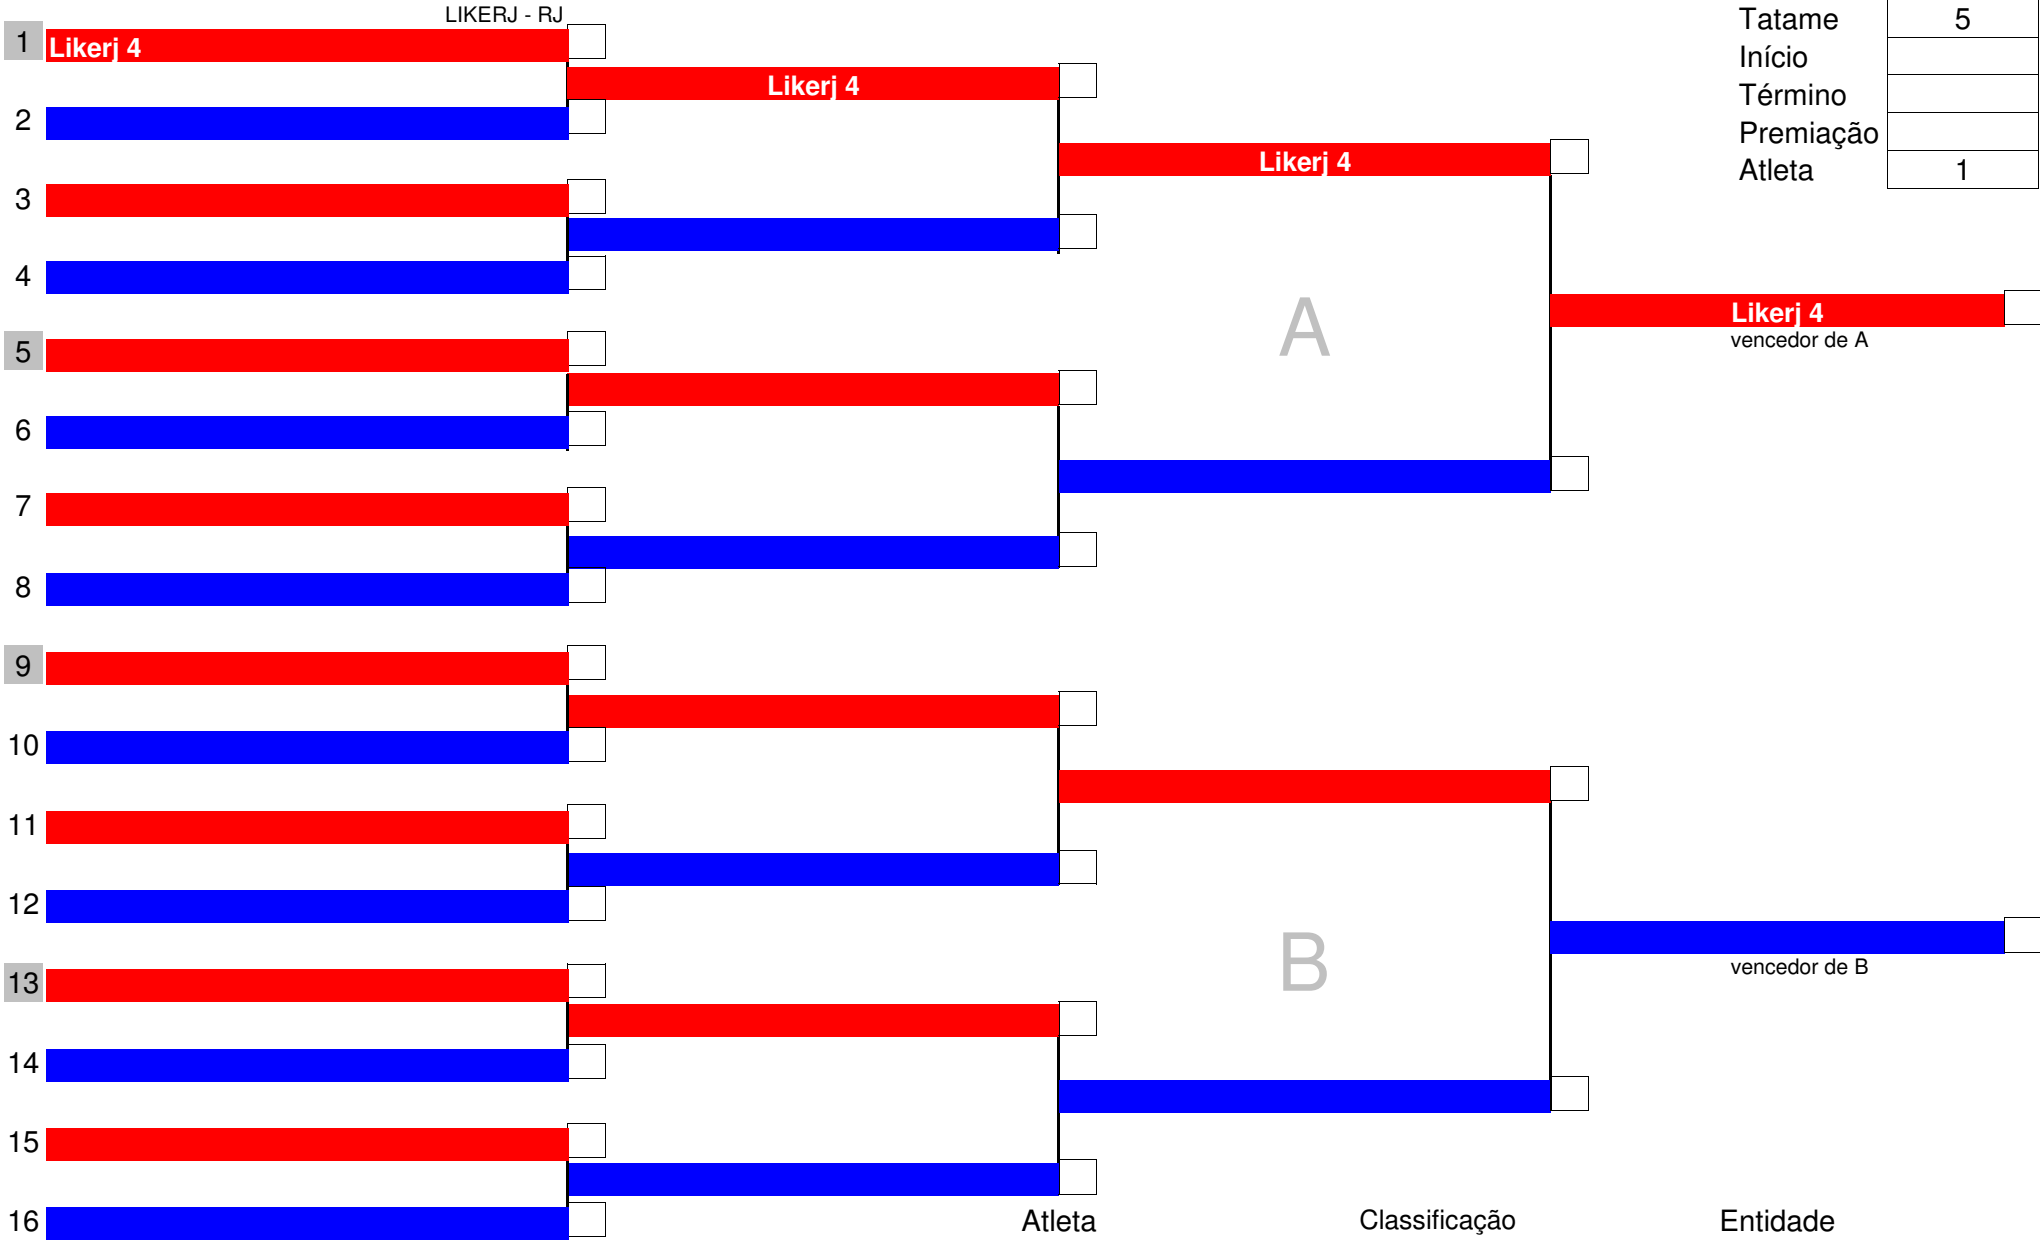 LIKERJ - RJ
Tatame 5
1 Likerj 4
Início
Likerj 4
Término
2
Premiação
Likerj 4
Atleta 1
3
4
A
Likerj 4
vencedor de A
5
6
7
8
9
10
11
12
B
vencedor de B
13
14
15
16
Atleta Classificação Entidade